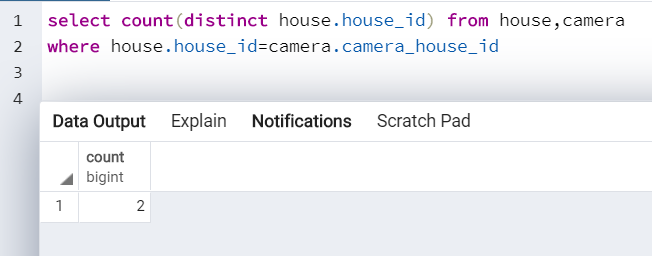 1 select count(distinct house.house_id) from house,camera
2 where house.house_id=camera.camera_house_id
3
4
Data Output Explain Notifications Scratch Pad
count
bigint
1 2